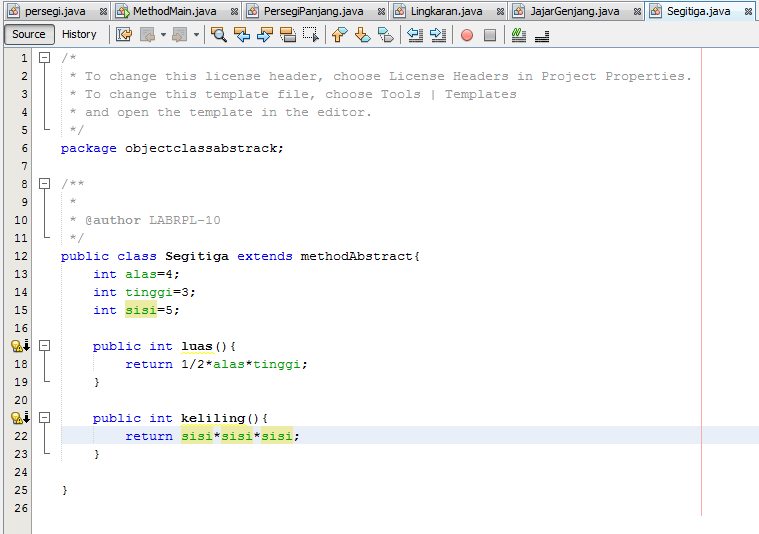 persegi.java MethodMain.java PersegiPanjang.java Lingkaran.java JajarGenjang.java Segitiga.java
Source History
1 /*
2 * To change this license header, choose License Headers in Project Properties.
3 * To change this template file, choose Tools | Templates
4 * and open the template in the editor.
5 */
6 package objectclassabstrack;
7
8 /**
9 *
10 * @author LABRPL-10
11 */
12 public class Segitiga extends methodAbstract{
13 int alas=4;
14 int tinggi=3;
15 int sisi=5;
16
public int luas(){
18 return 1/2*alas*tinggi;
19 }
20
public int keliling(){
22 return sisi*sisi*sisi;
23 }
24
25 }
26